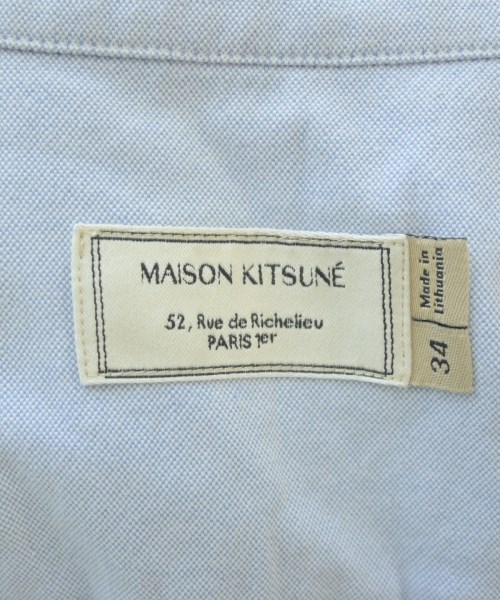 MAISON KITSUNÉ
52, Rue de Richelieu
PARIS 1er
Made in
Lithuania
34